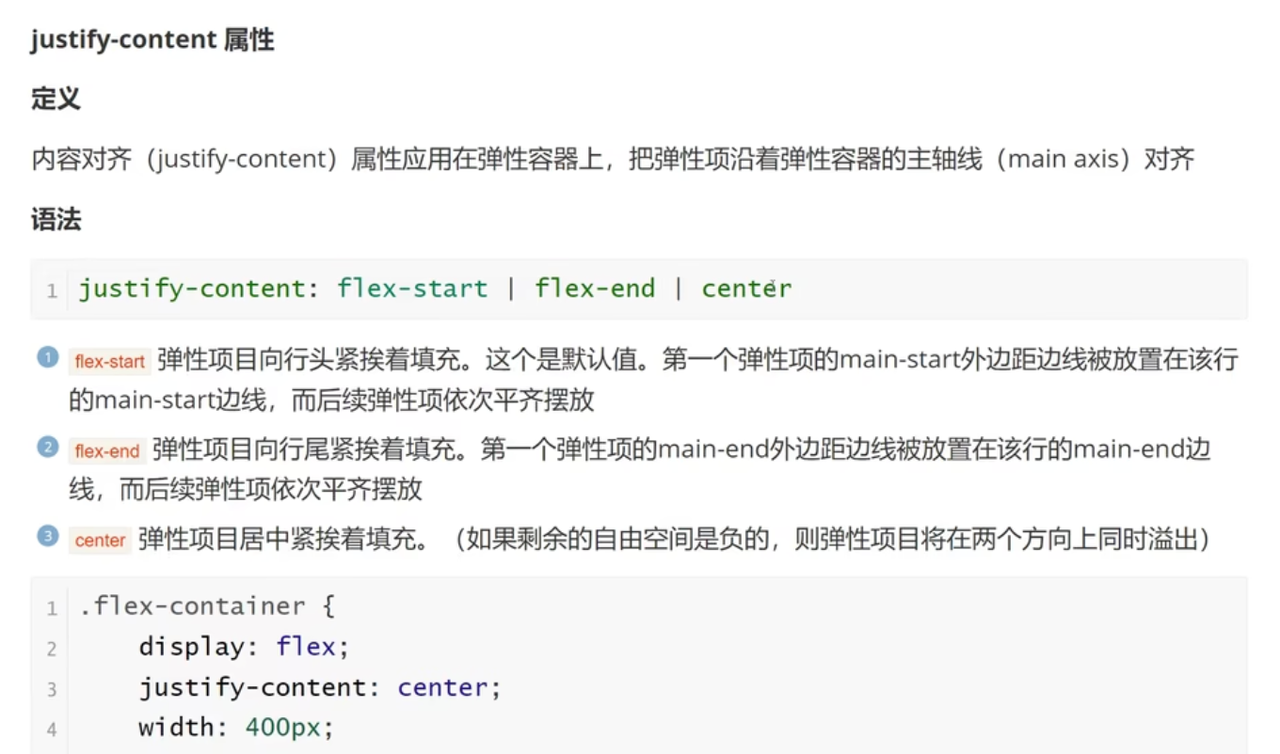 justify-content 属性
定义
内容对齐（justify-content）属性应用在弹性容器上，把弹性项沿着弹性容器的主轴线（main axis）对齐
语法
1 justify-content: flex-start | flex-end | center
1 flex-start 弹性项目向行头紧挨着填充。这个是默认值。第一个弹性项的main-start外边距边线被放置在该行
的main-start边线，而后续弹性项依次平齐摆放
2 flex-end 弹性项目向行尾紧挨着填充。第一个弹性项的main-end外边距边线被放置在该行的main-end边
线，而后续弹性项依次平齐摆放
3 center 弹性项目居中紧挨着填充。（如果剩余的自由空间是负的，则弹性项目将在两个方向上同时溢出）
1 .flex-container {
2 display: flex;
3 justify-content: center;
4 width: 400px;